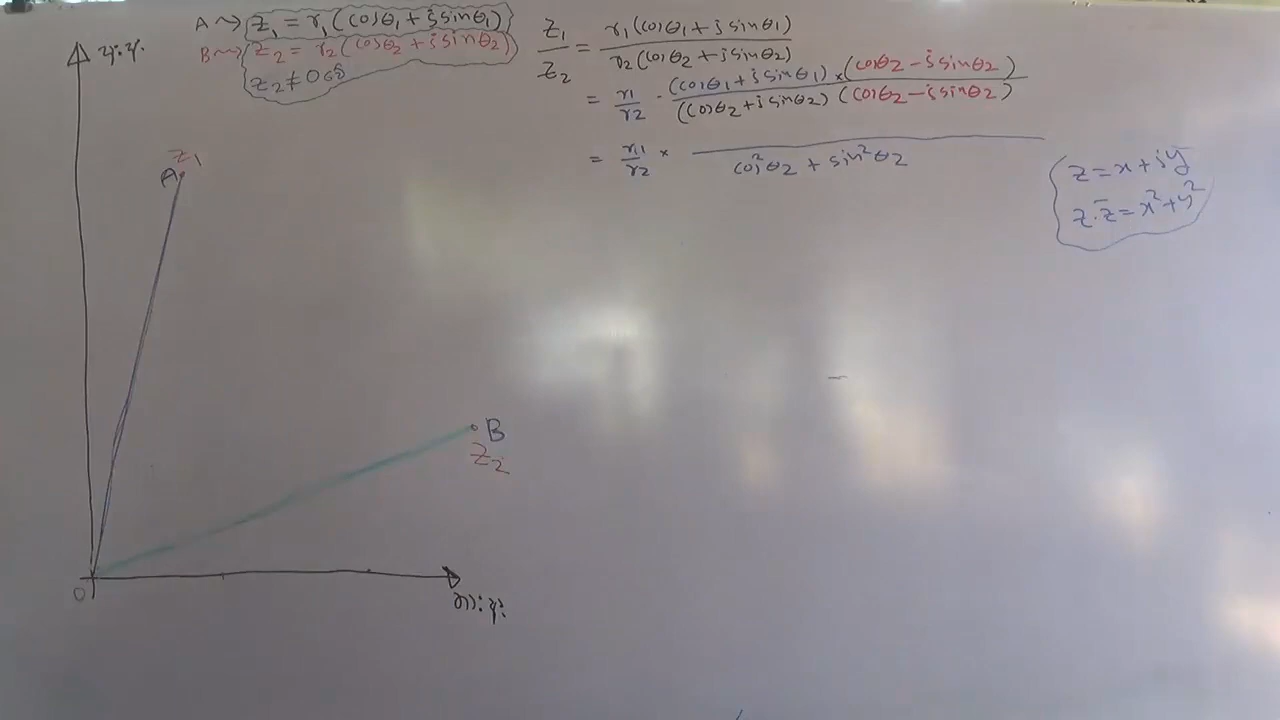 A ⇝ z₁ = r₁(cosθ₁ + i sinθ₁)
B ⇝ z₂ = r₂(cosθ₂ + i sinθ₂)
z₂ ≠ 0
z₁/z₂ = r₁(cosθ₁ + i sinθ₁) / r₂(cosθ₂ + i sinθ₂)
= r₁/r₂ · (cosθ₁ + i sinθ₁) × (cosθ₂ − i sinθ₂) / (cosθ₂ + i sinθ₂) (cosθ₂ − i sinθ₂)
= r₁/r₂ × / cos²θ₂ + sin²θ₂
z = x + iy
z·z̄ = x² + y²
z₁
A
B
z₂
O